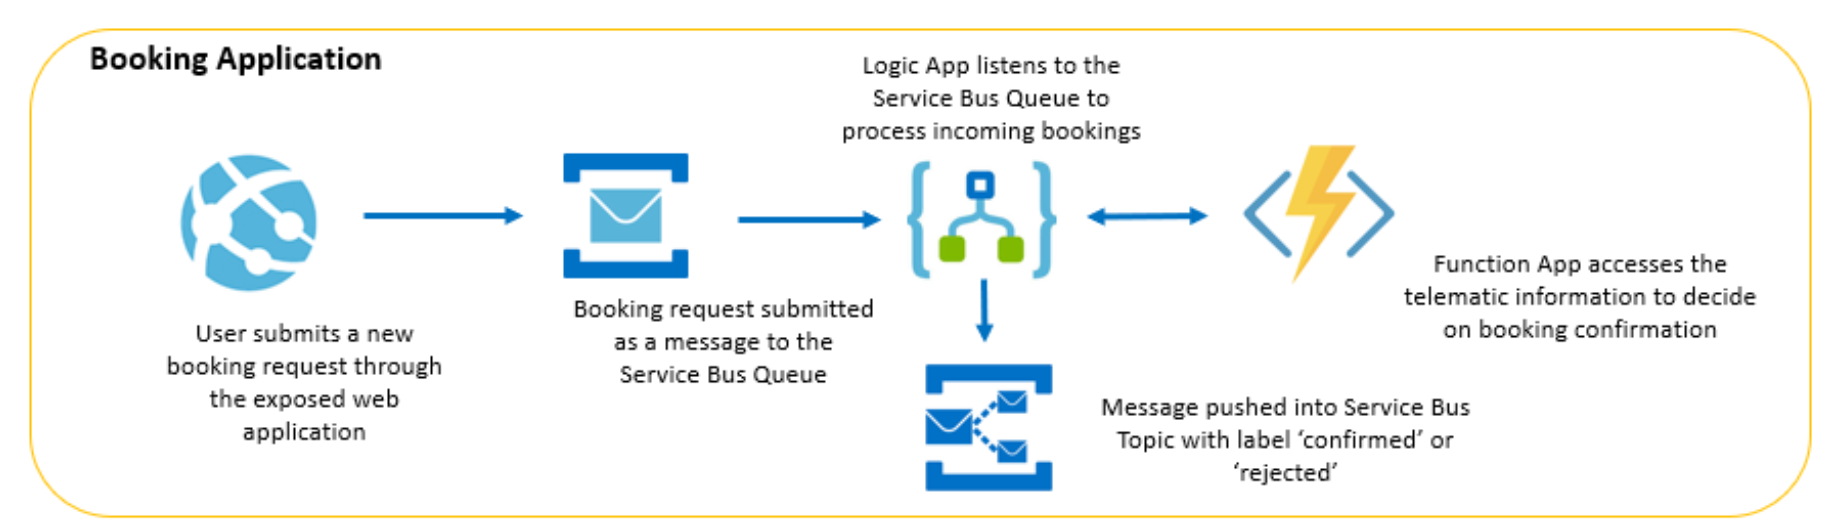 Booking Application
User submits a new
booking request through
the exposed web
application
Booking request submitted
as a message to the
Service Bus Queue
Logic App listens to the
Service Bus Queue to
process incoming bookings
Function App accesses the
telematic information to decide
on booking confirmation
Message pushed into Service Bus
Topic with label ‘confirmed’ or
‘rejected’